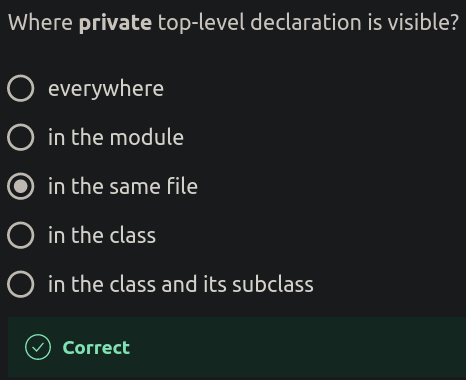 Where private top-level declaration is visible?
everywhere
in the module
in the same file
in the class
in the class and its subclass
Correct